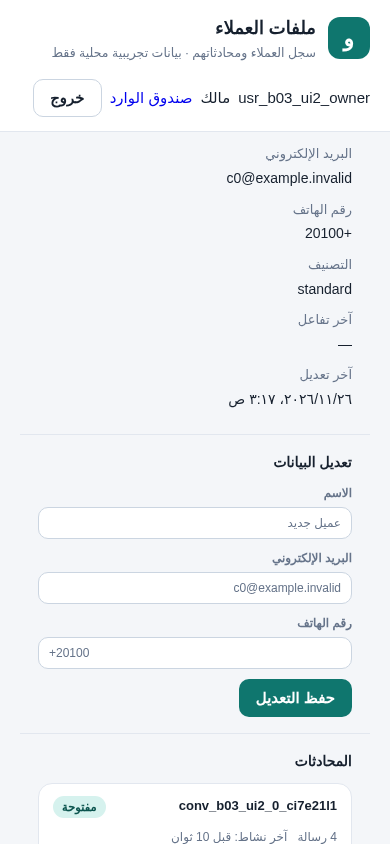 و
ملفات العملاء
سجل العملاء ومحادثاتهم · بيانات تجريبية محلية فقط
usr_b03_ui2_owner مالك صندوق الوارد خروج
البريد الإلكتروني
c0@example.invalid
رقم الهاتف
20100+
التصنيف
standard
آخر تفاعل
—
آخر تعديل
٢٠٢٦/١١/٢٦، ٣:١٧ ص
تعديل البيانات
الاسم
عميل جديد
البريد الإلكتروني
c0@example.invalid
رقم الهاتف
+20100
حفظ التعديل
المحادثات
conv_b03_ui2_0_ci7e21l1 مفتوحة
4 رسالة آخر نشاط: قبل 10 ثوان